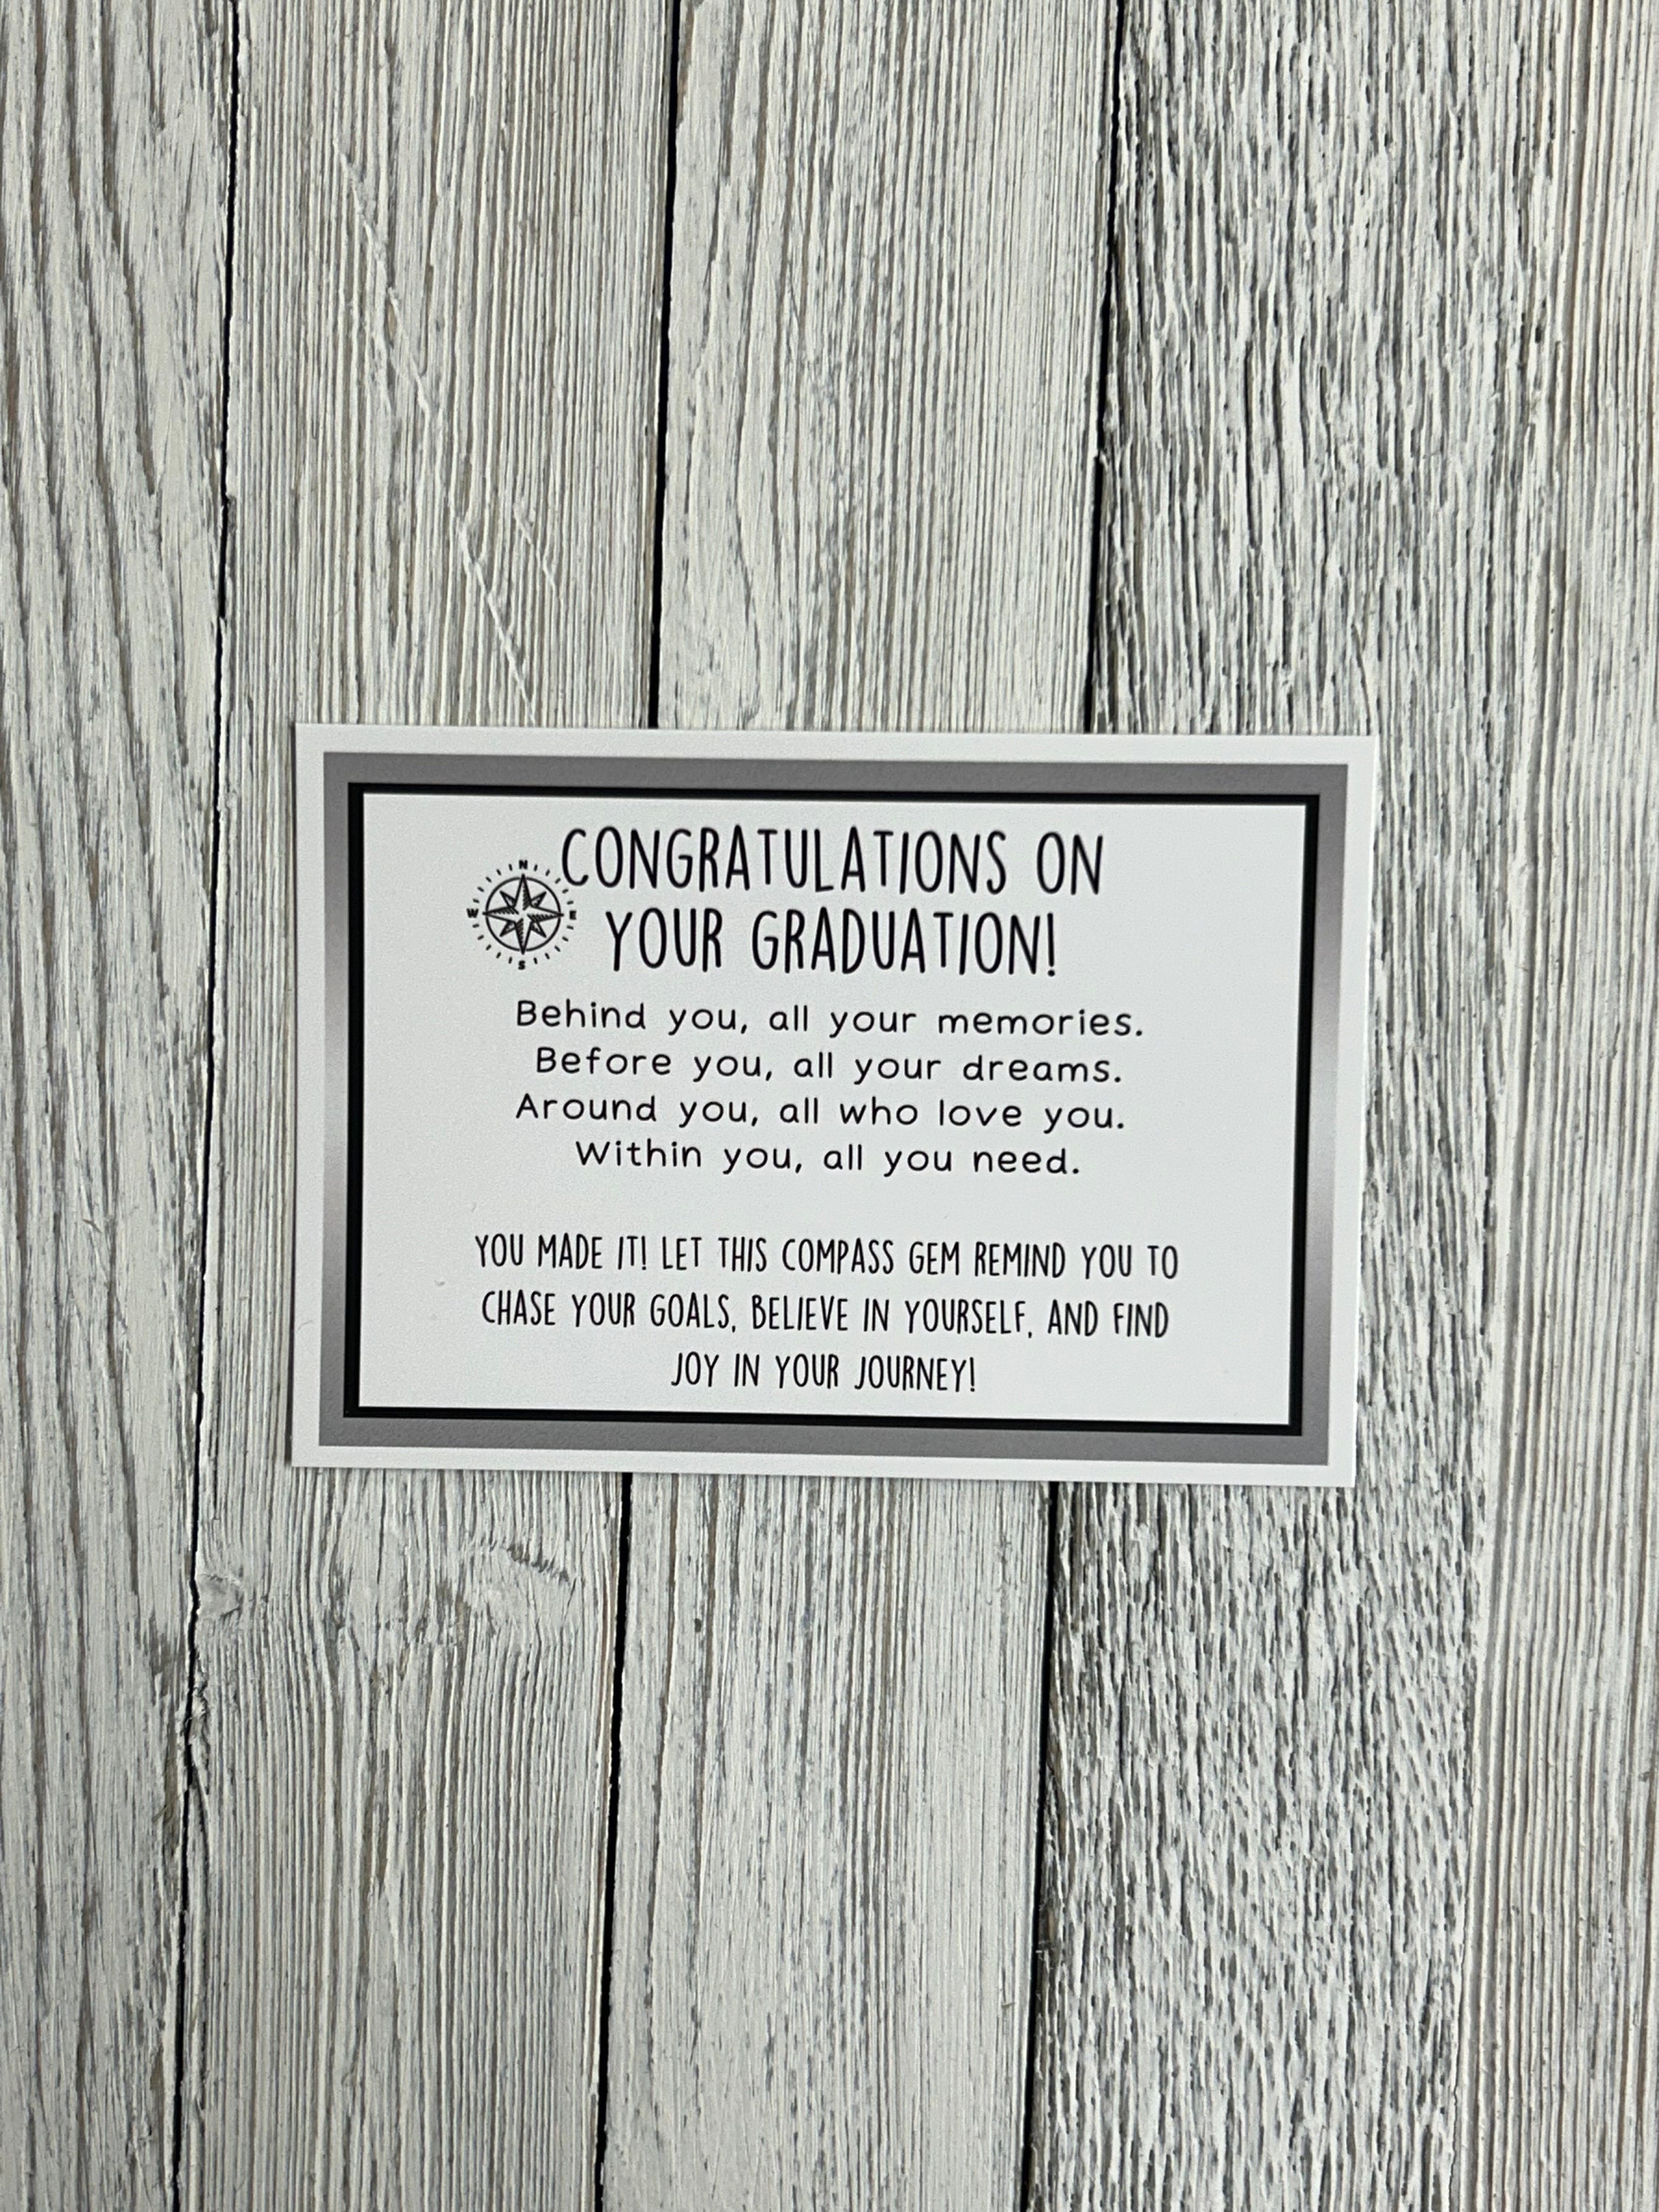 CONGRATULATIONS ON
YOUR GRADUATION!
N
W E
S
Behind you, all your memories.
Before you, all your dreams.
Around you, all who love you.
Within you, all you need.
YOU MADE IT! LET THIS COMPASS GEM REMIND YOU TO
CHASE YOUR GOALS, BELIEVE IN YOURSELF, AND FIND
JOY IN YOUR JOURNEY!